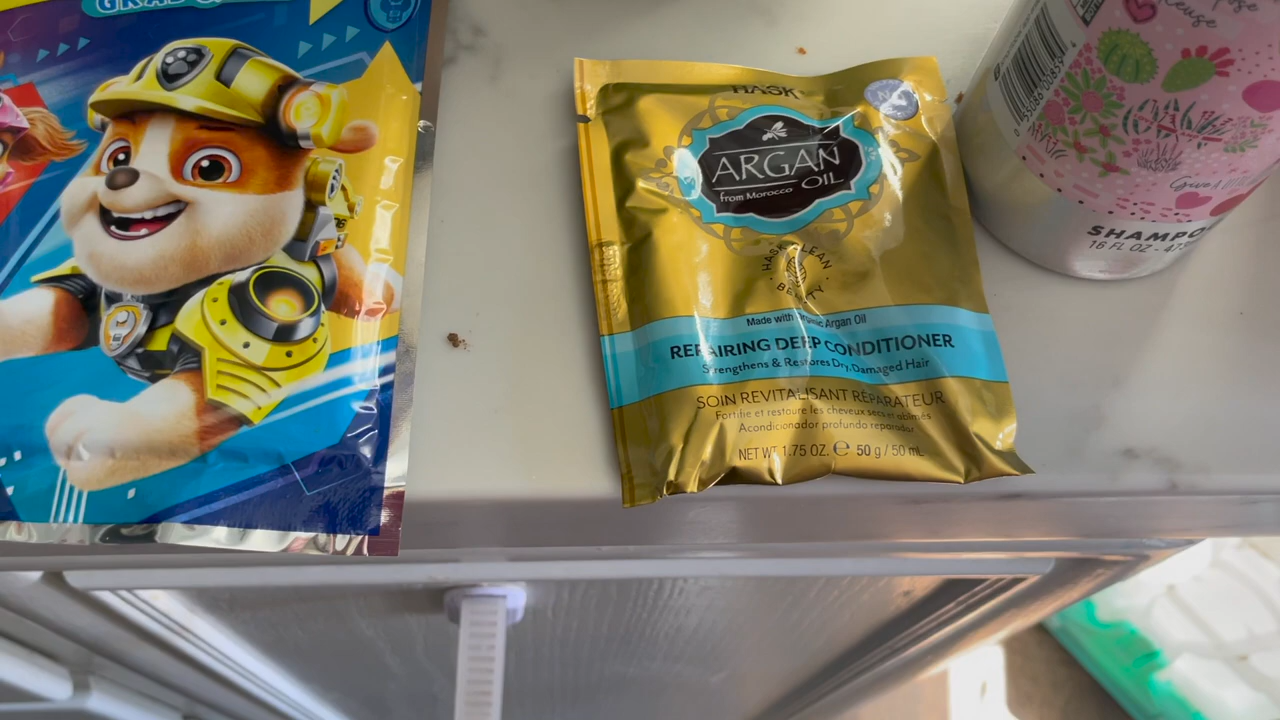 HASK
ARGAN
OIL
from Morocco
HASK CLEAN
BEAUTY
Made with Organic Argan Oil
REPAIRING DEEP CONDITIONER
Strengthens & Restores Dry, Damaged Hair
SOIN REVITALISANT RÉPARATEUR
Fortifie et restaure les cheveux secs et abîmés
Acondicionador profundo reparador
NET WT. 1.75 OZ. ℮ 50 g / 50 mL
SHAMPO
16 FL OZ - 47